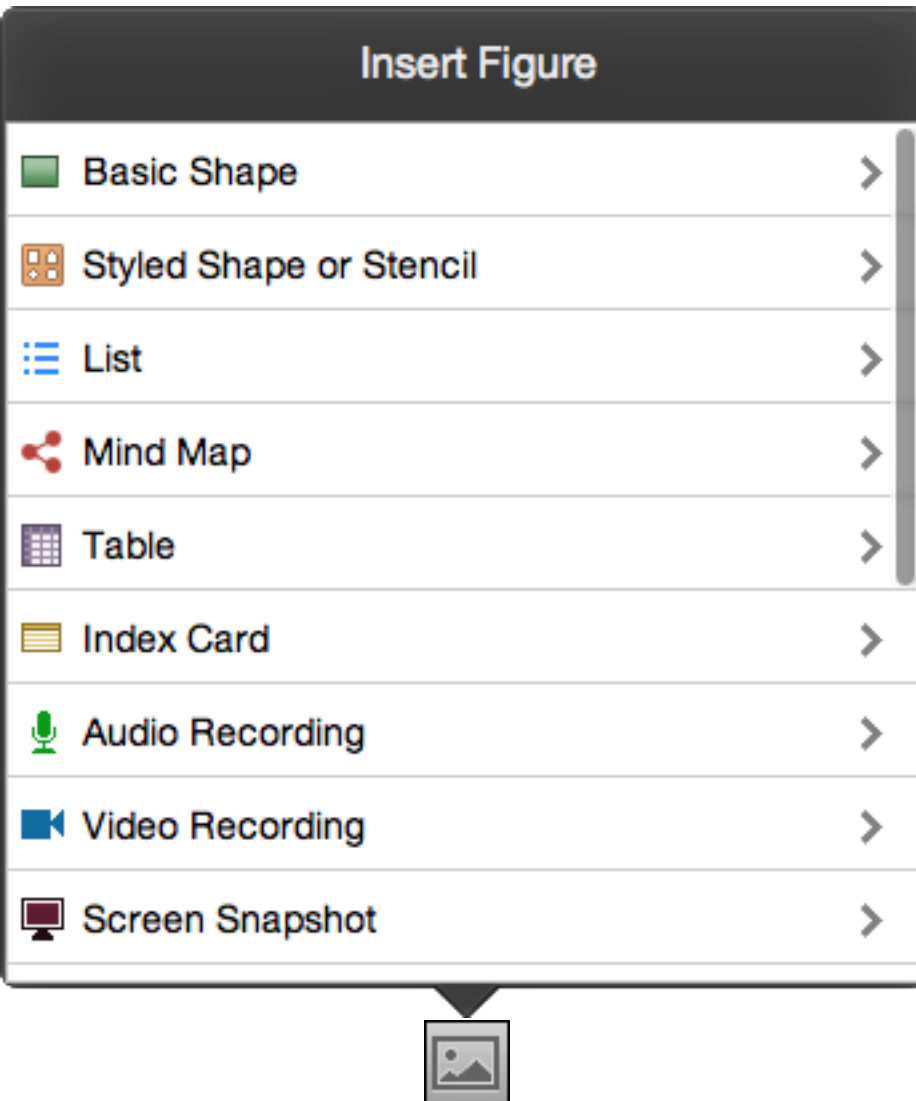 Insert Figure
Basic Shape
Styled Shape or Stencil
List
Mind Map
Table
Index Card
Audio Recording
Video Recording
Screen Snapshot